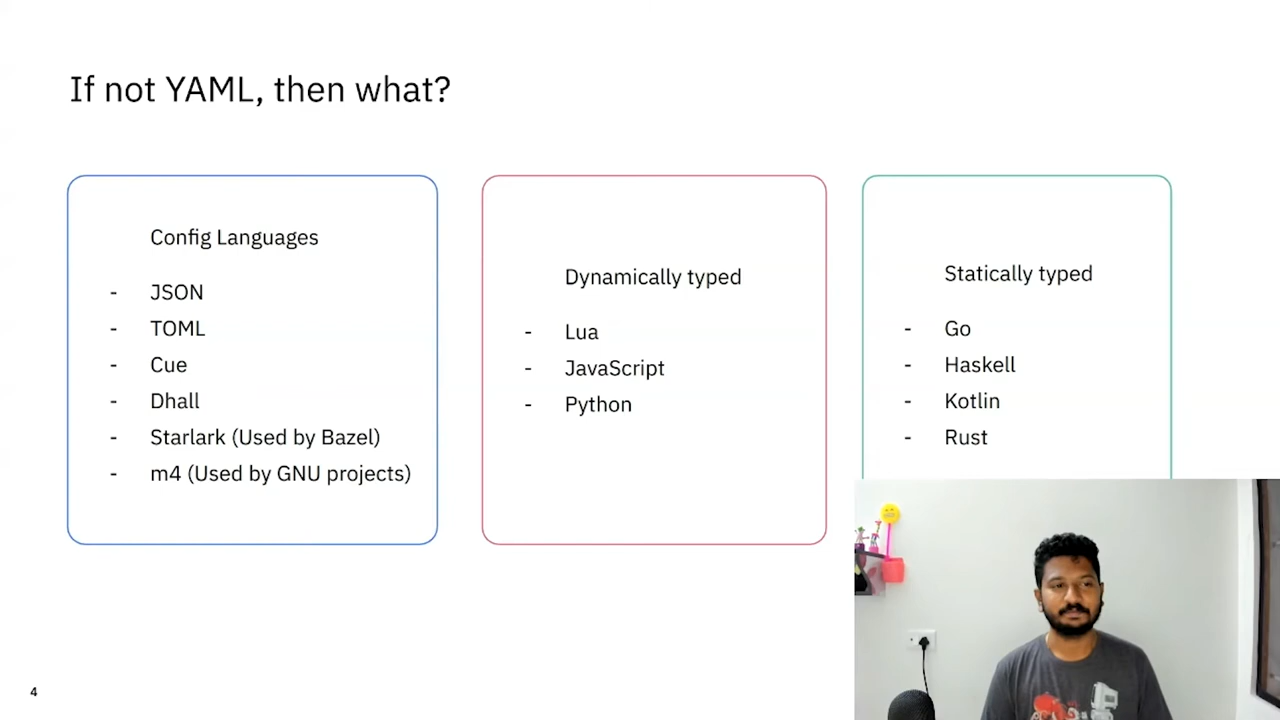 If not YAML, then what?
Config Languages
- JSON
- TOML
- Cue
- Dhall
- Starlark (Used by Bazel)
- m4 (Used by GNU projects)
Dynamically typed
- Lua
- JavaScript
- Python
Statically typed
- Go
- Haskell
- Kotlin
- Rust
4